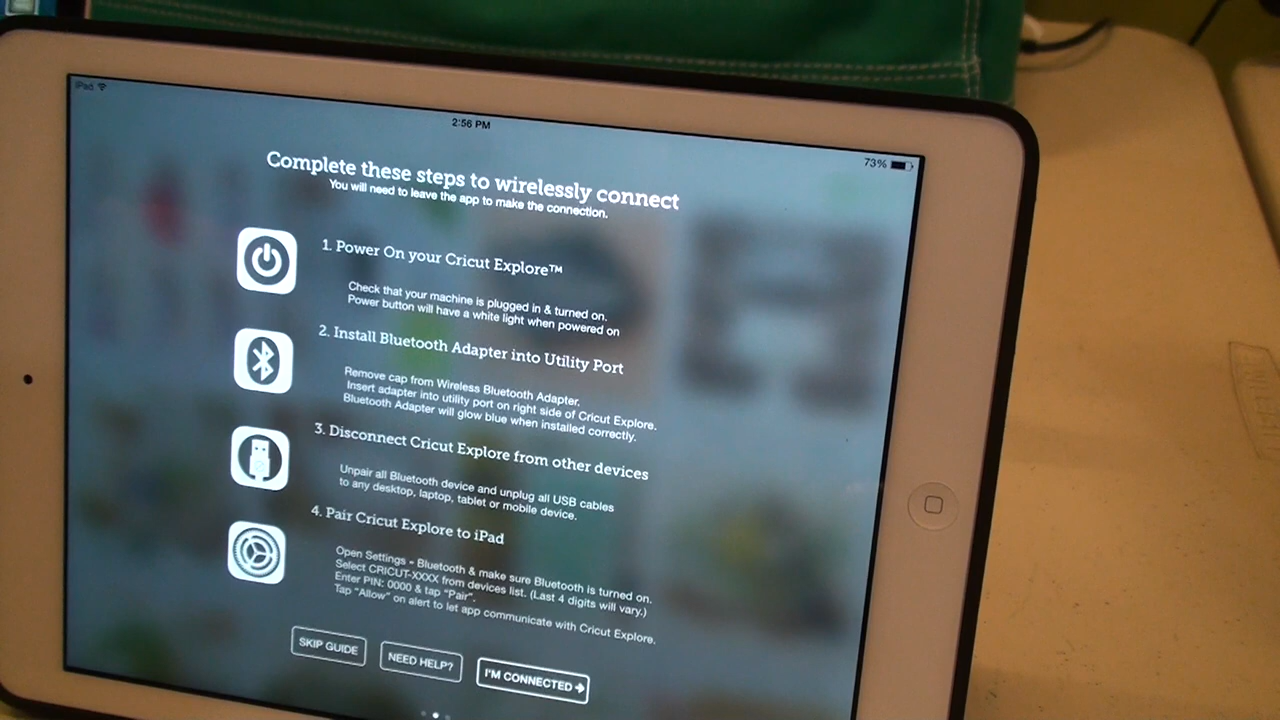 iPad
2:56 PM
73%
Complete these steps to wirelessly connect
You will need to leave the app to make the connection.
1. Power On your Cricut Explore™
Check that your machine is plugged in & turned on.
Power button will have a white light when powered on
2. Install Bluetooth Adapter into Utility Port
Remove cap from Wireless Bluetooth Adapter.
Insert adapter into utility port on right side of Cricut Explore.
Bluetooth Adapter will glow blue when installed correctly.
3. Disconnect Cricut Explore from other devices
Unpair all Bluetooth device and unplug all USB cables
to any desktop, laptop, tablet or mobile device.
4. Pair Cricut Explore to iPad
Open Settings - Bluetooth & make sure Bluetooth is turned on.
Select CRICUT-XXXX from devices list. (Last 4 digits will vary.)
Enter PIN: 0000 & tap "Pair".
Tap "Allow" on alert to let app communicate with Cricut Explore.
SKIP GUIDE
NEED HELP?
I'M CONNECTED